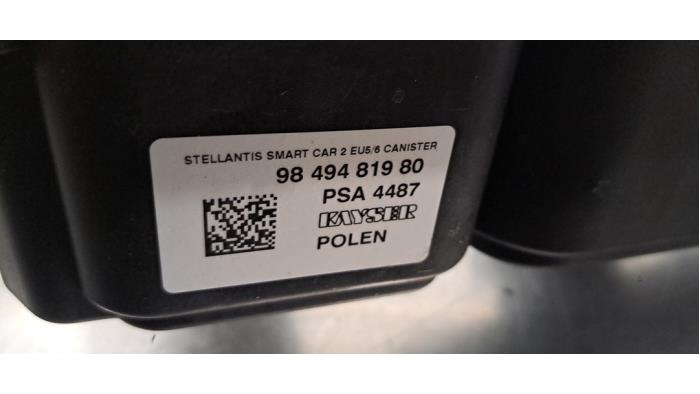 STELLANTIS SMART CAR 2 EU5/6 CANISTER
98 494 819 80
PSA 4487
KAYSER
POLEN